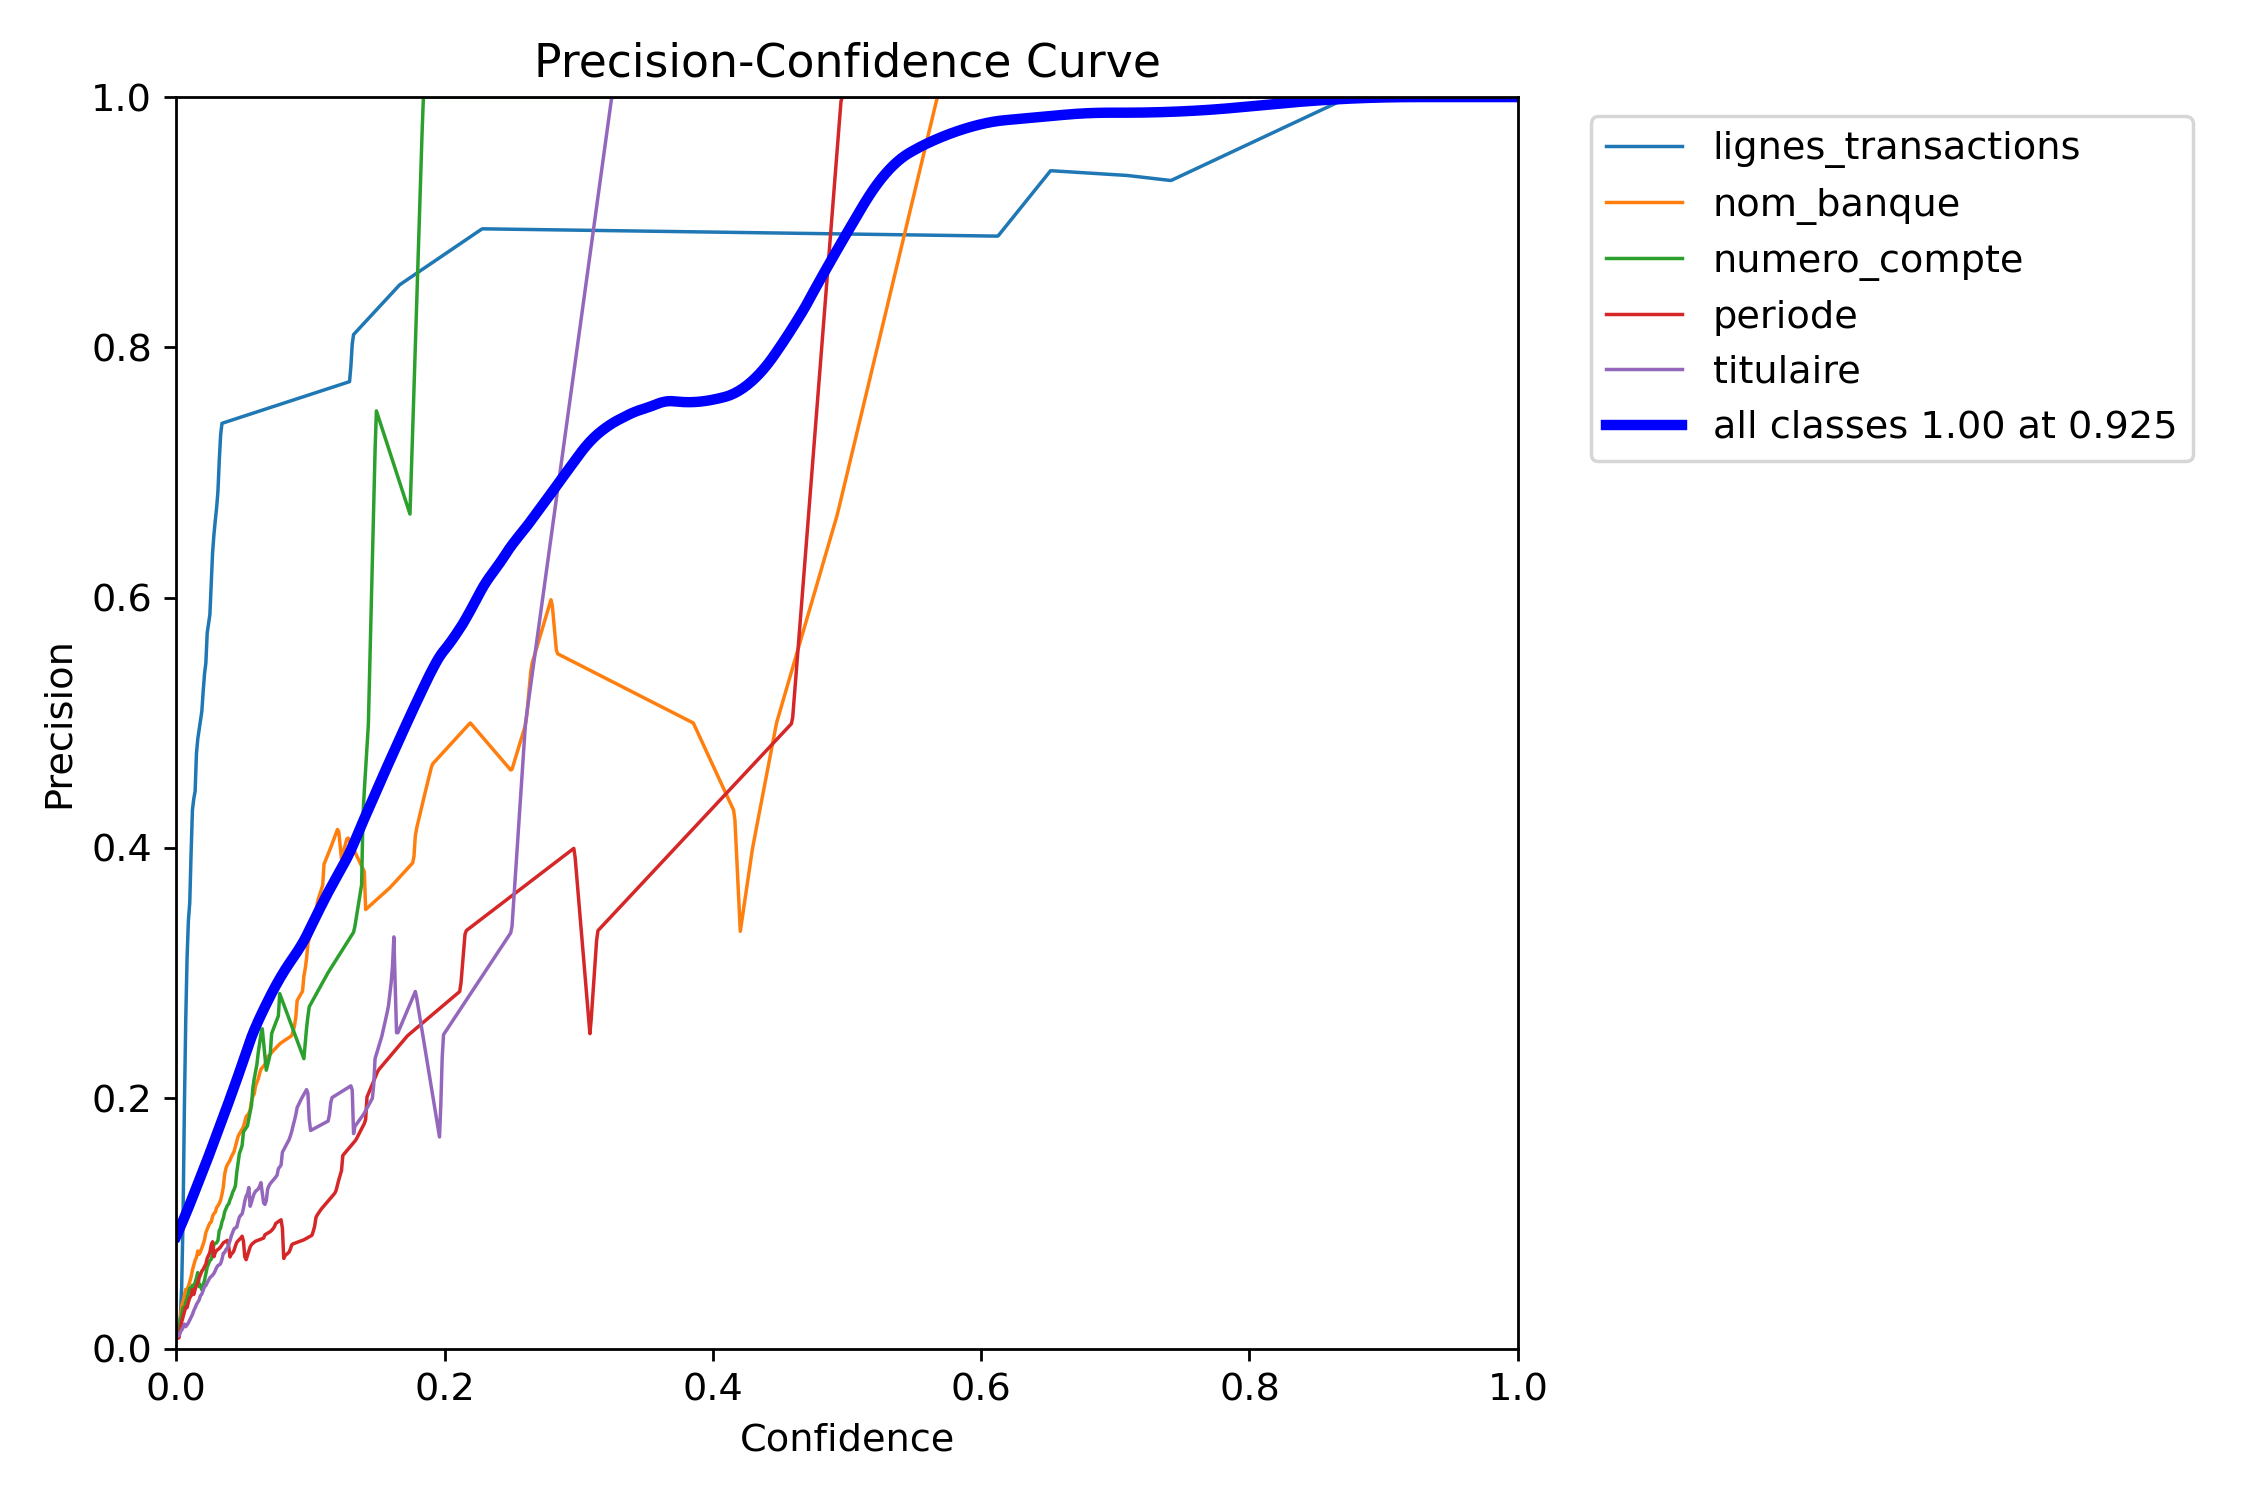 Precision-Confidence Curve
1.0
0.8
0.6
0.4
0.2
0.0
Precision
0.0 0.2 0.4 0.6 0.8 1.0
Confidence
lignes_transactions
nom_banque
numero_compte
periode
titulaire
all classes 1.00 at 0.925